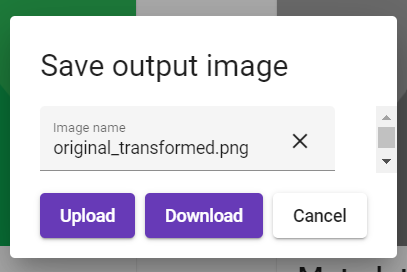 Save output image
Image name
original_transformed.png
Upload
Download
Cancel